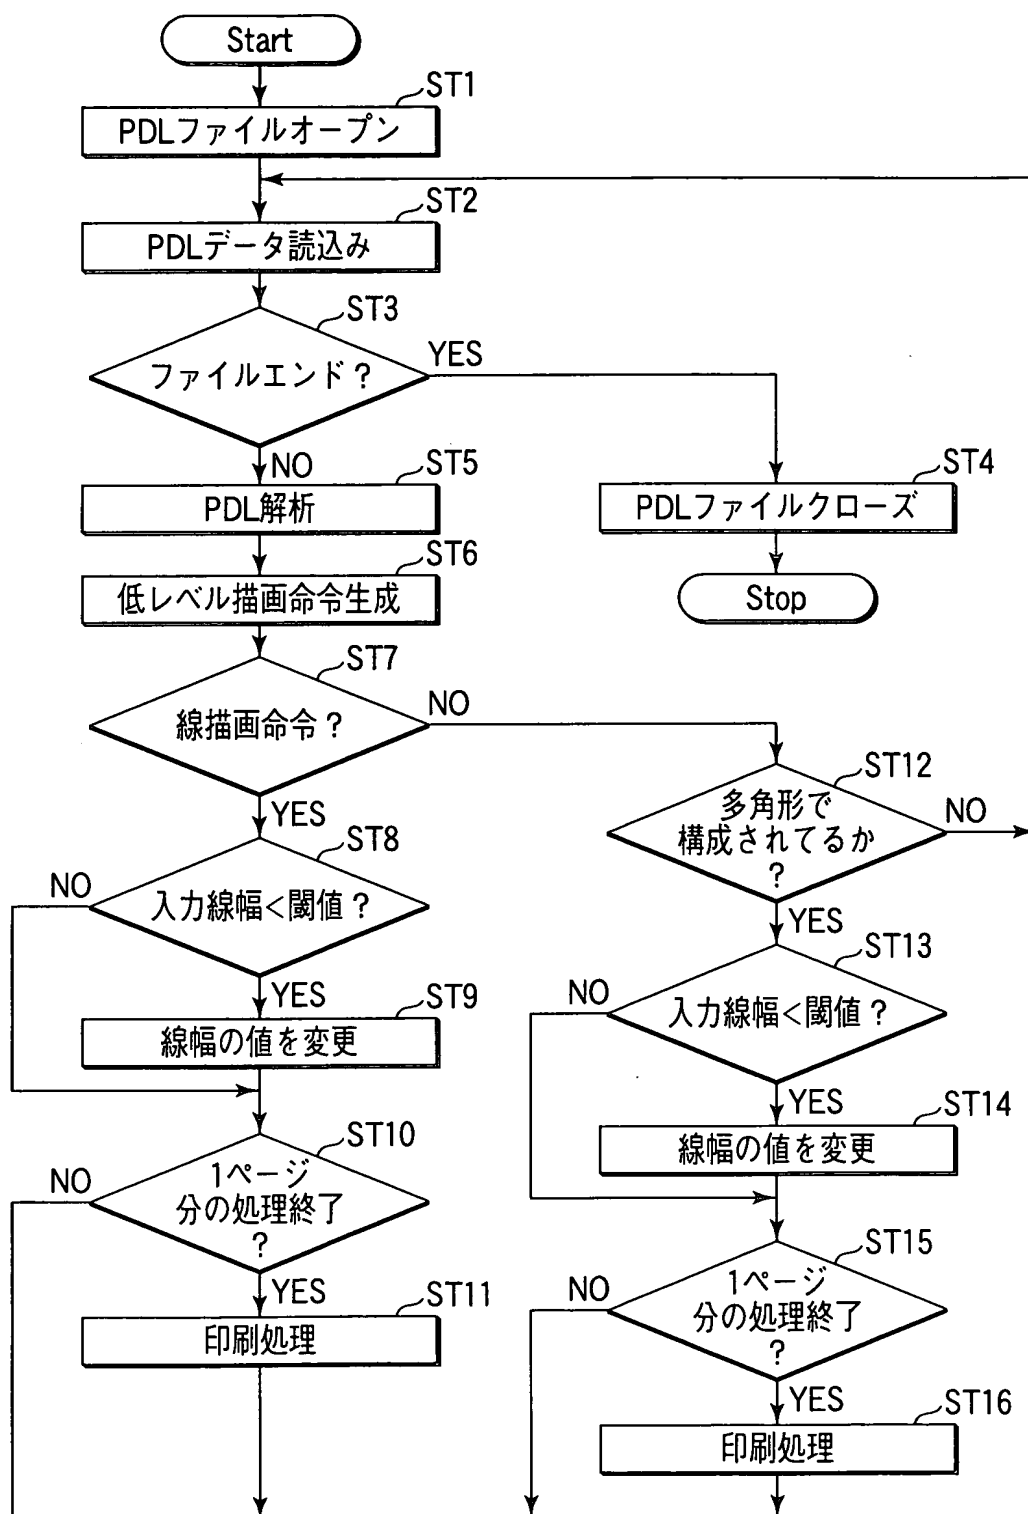 Start
ST1
PDLファイルオープン
ST2
PDLデータ読込み
ST3
ファイルエンド？
YES
NO
ST5
PDL解析
ST4
PDLファイルクローズ
ST6
低レベル描画命令生成
Stop
ST7
線描画命令？
NO
YES
ST12
多角形で
構成されてるか
？
NO
YES
ST8
入力線幅＜閾値？
NO
YES
ST13
入力線幅＜閾値？
NO
YES
ST9
線幅の値を変更
ST14
線幅の値を変更
ST10
1ページ
分の処理終了
？
NO
YES
ST15
1ページ
分の処理終了
？
NO
YES
ST11
印刷処理
ST16
印刷処理